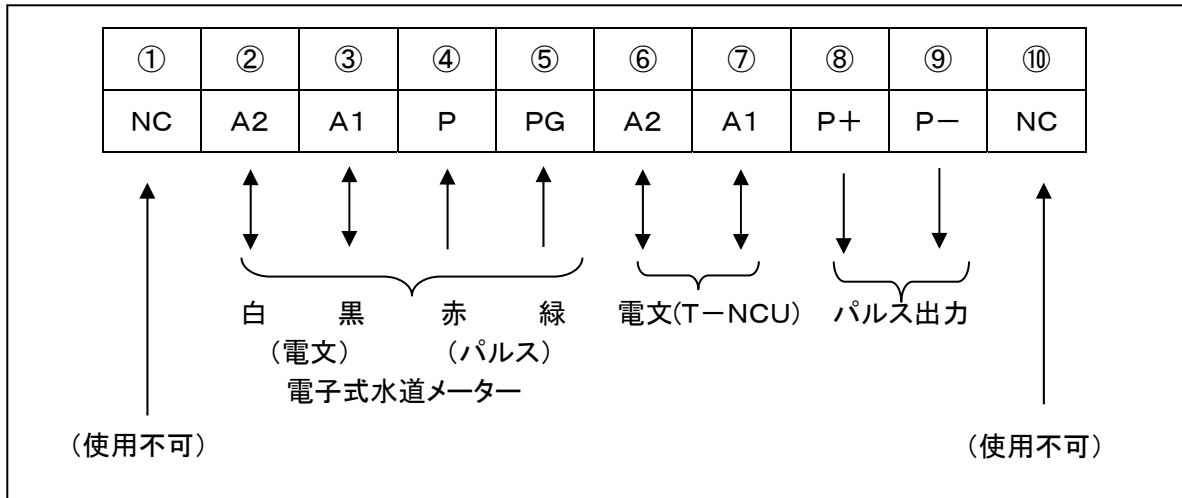 ① ② ③ ④ ⑤ ⑥ ⑦ ⑧ ⑨ ⑩
NC A2 A1 P PG A2 A1 P+ P- NC
白 黒 赤 緑 電文(T-NCU) パルス出力
(電文) (パルス)
電子式水道メーター
(使用不可) (使用不可)